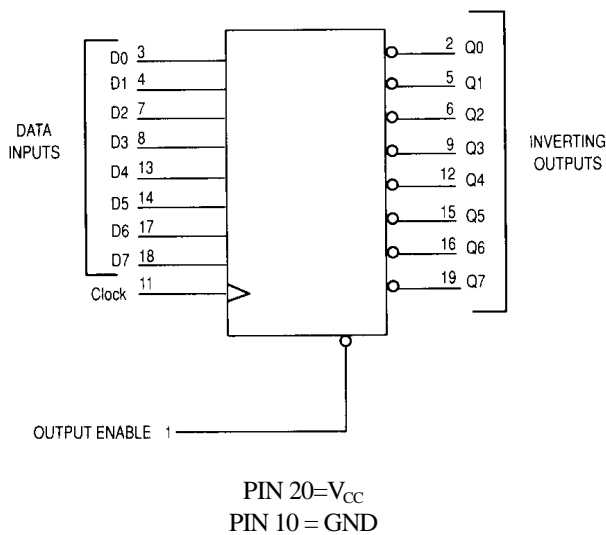 D0 3
D1 4
D2 7
D3 8
D4 13
D5 14
D6 17
D7 18
Clock 11
DATA
INPUTS
2 Q0
5 Q1
6 Q2
9 Q3
12 Q4
15 Q5
16 Q6
19 Q7
INVERTING
OUTPUTS
OUTPUT ENABLE 1
PIN 20=VCC
PIN 10 = GND